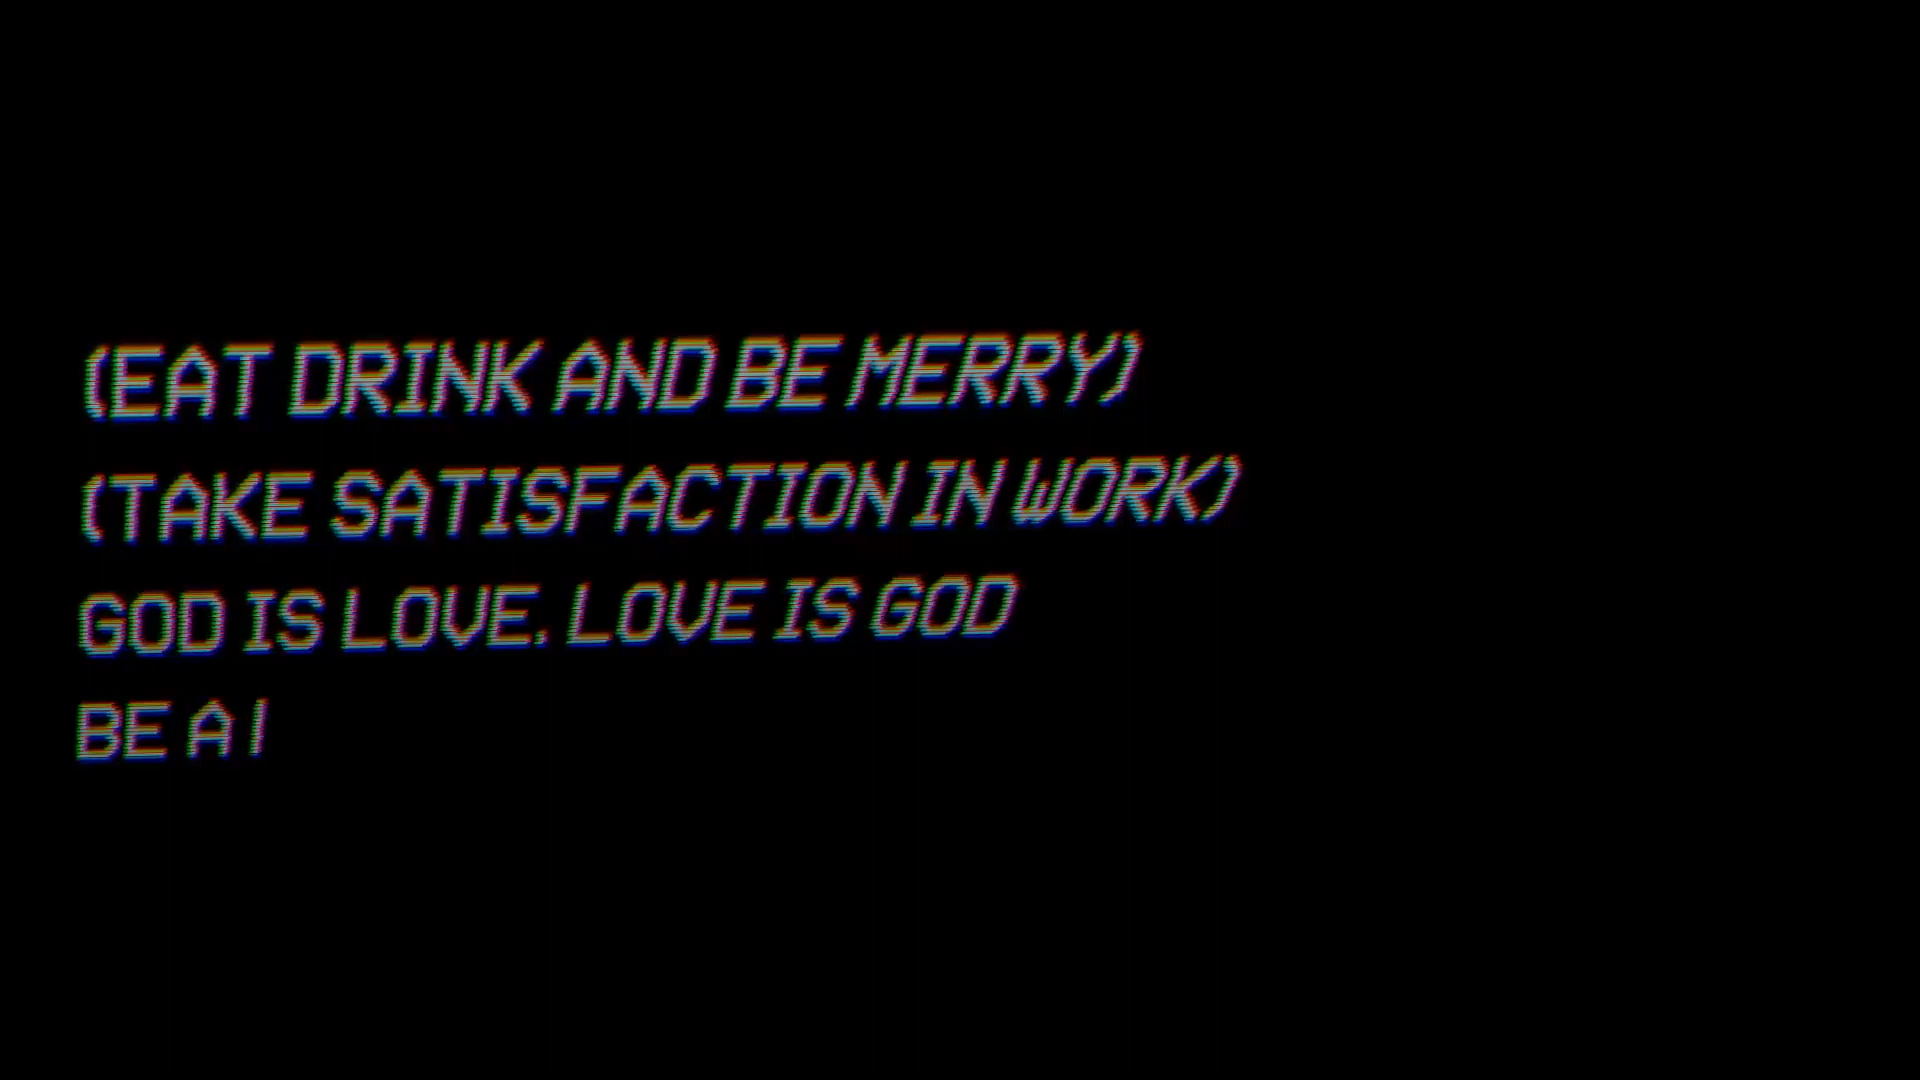 (EAT DRINK AND BE MERRY)
(TAKE SATISFACTION IN WORK)
GOD IS LOVE, LOVE IS GOD
BE A